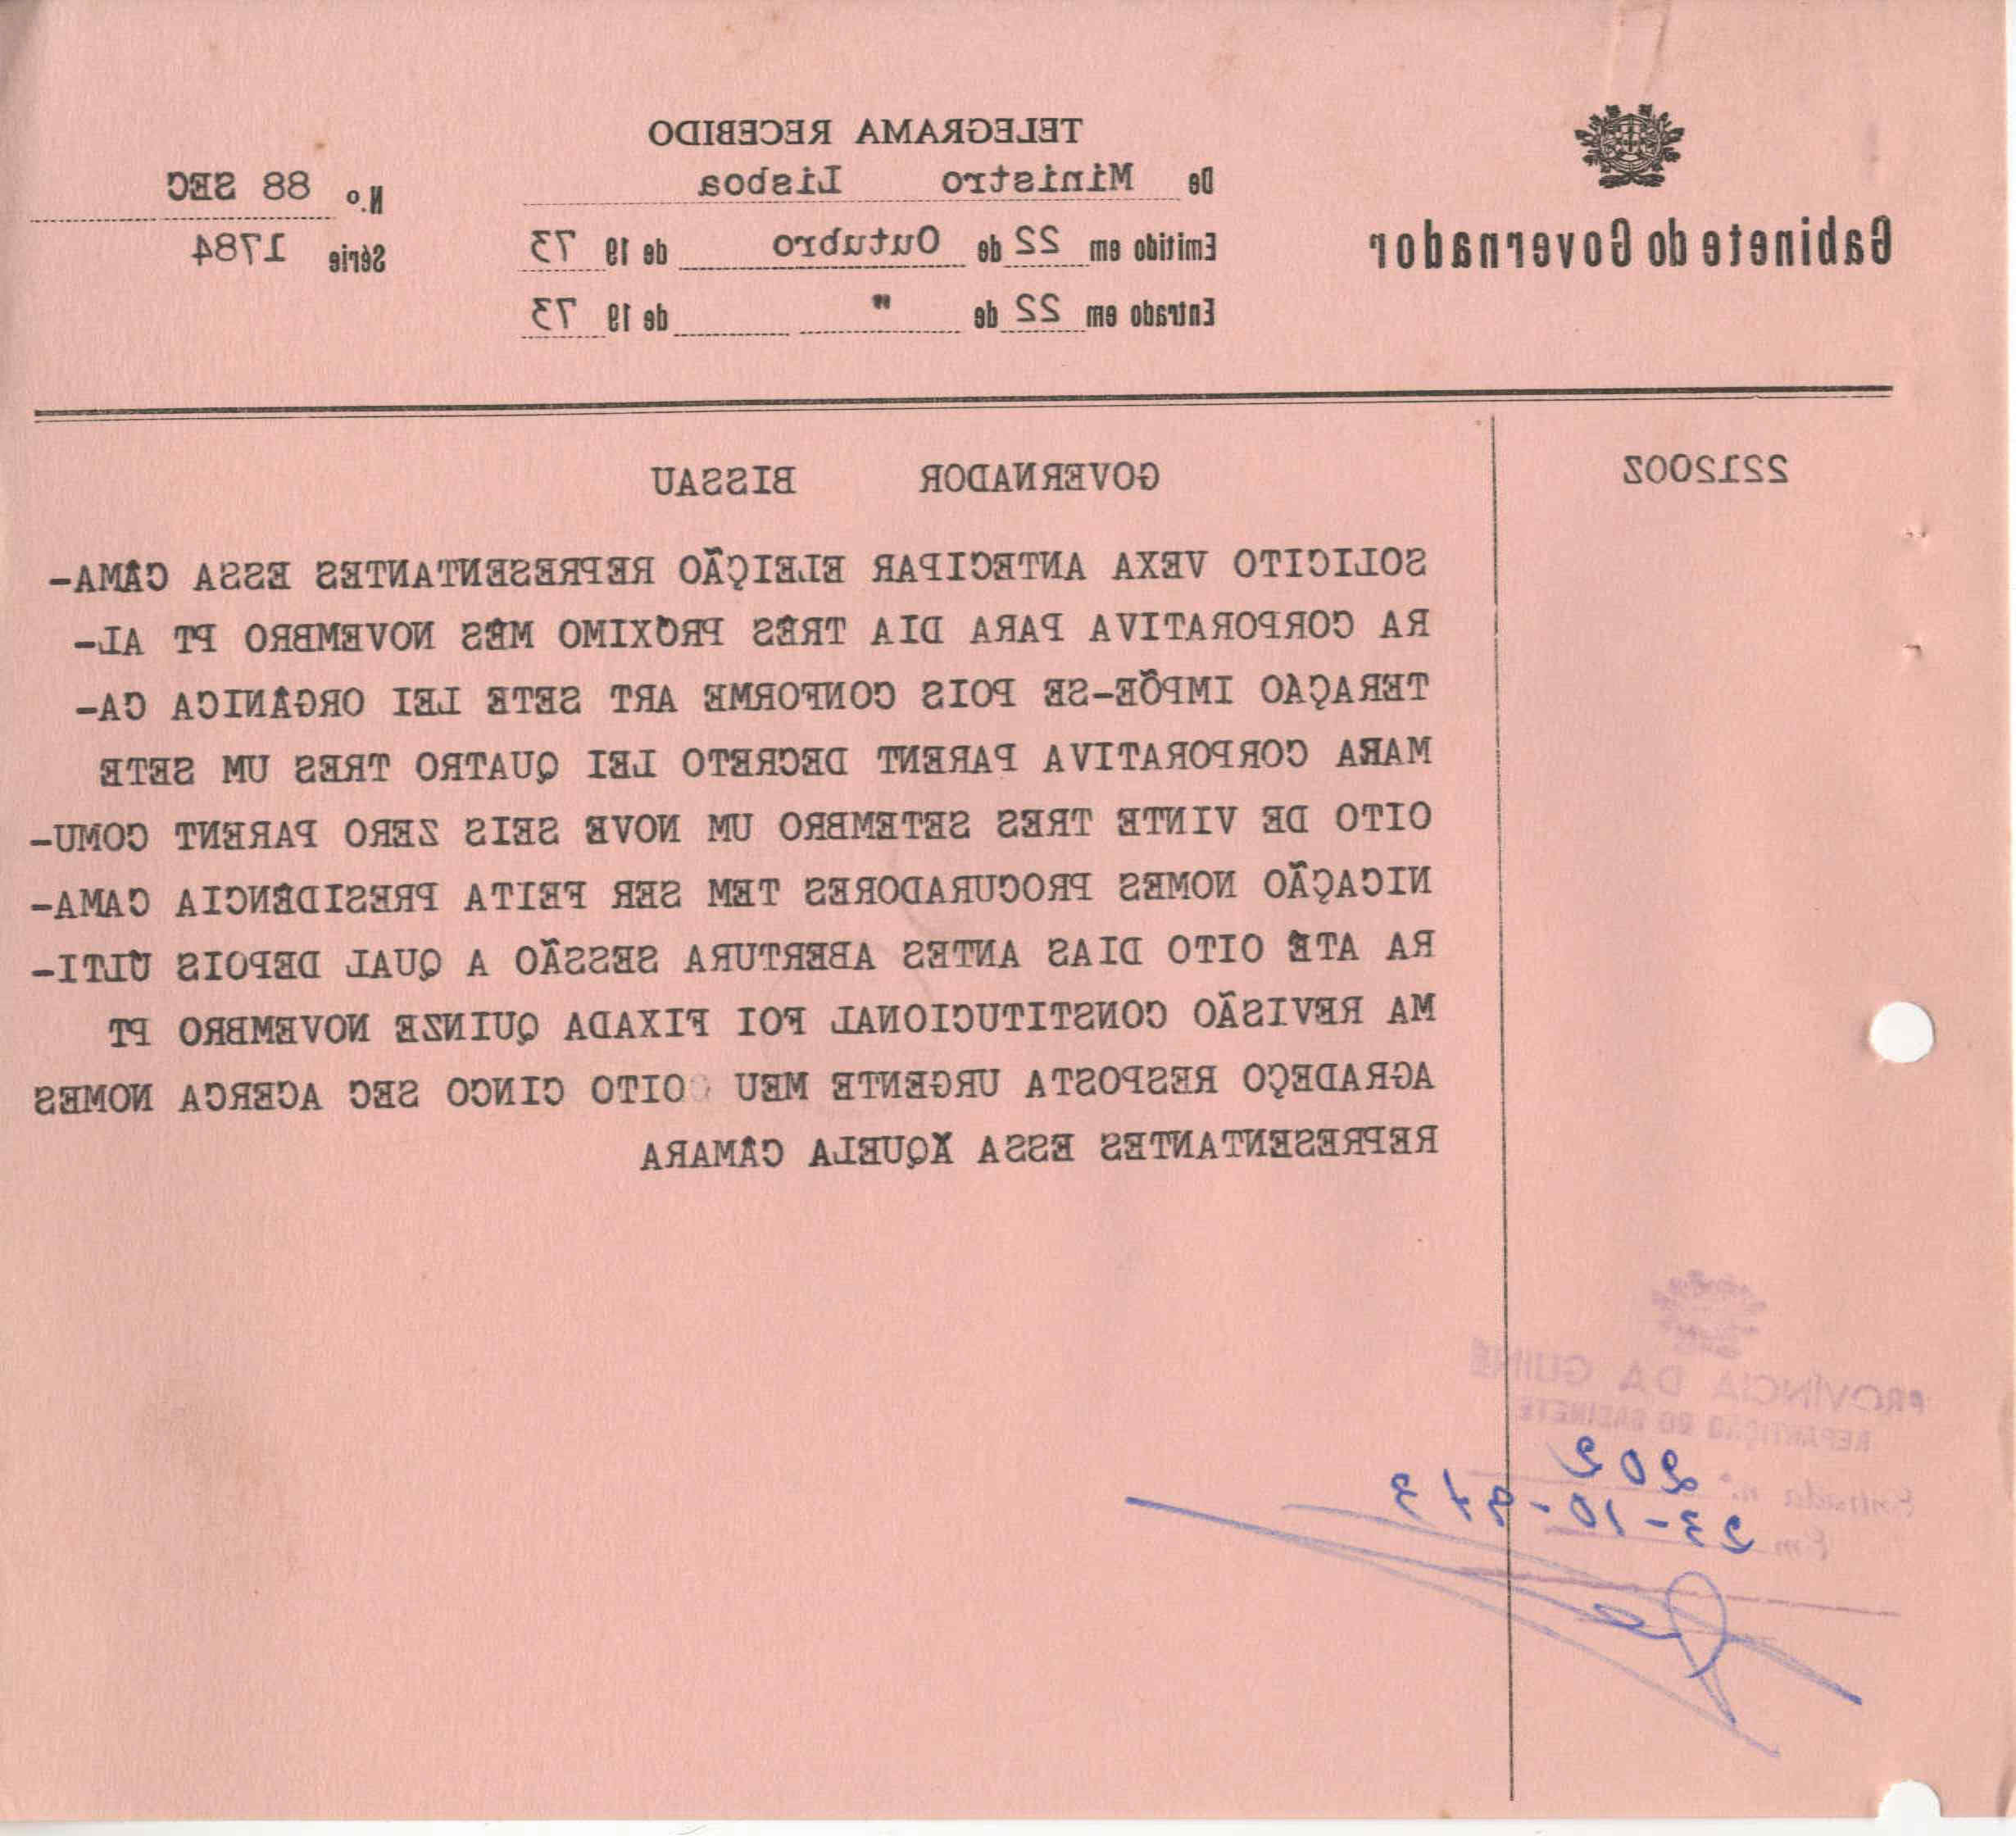 Gabinete do Governador
TELEGRAMA RECEBIDO
De Ministro Lisboa
Emitido em 22 de Outubro de 19 73
Entrado em 22 de " de 19 73
N.º 88 SEC
Série 1784
221200Z
GOVERNADOR BISSAU
SOLICITO VEXA ANTECIPAR ELEIÇÃO REPRESENTANTES ESSA CÂMA-
RA CORPORATIVA PARA DIA TRÊS PRÓXIMO MÊS NOVEMBRO PT AL-
TERAÇAO IMPÕE-SE POIS CONFORME ART SETE LEI ORGÂNICA CA-
MARA CORPORATIVA PARENT DECRETO LEI QUATRO TRES UM SETE
OITO DE VINTE TRES SETEMBRO UM NOVE SEIS ZERO PARENT COMU-
NICAÇÃO NOMES PROCURADORES TEM SER FEITA PRESIDÊNCIA CAMA-
RA ATÉ OITO DIAS ANTES ABERTURA SESSÃO A QUAL DEPOIS ÚLTI-
MA REVISÃO CONSTITUCIONAL FOI FIXADA QUINZE NOVEMBRO PT
AGRADEÇO RESPOSTA URGENTE MEU OITO CINCO SEC ACERCA NOMES
REPRESENTANTES ESSA ÀQUELA CÂMARA
PROVÍNCIA DA GUINÉ
REPARTIÇÃO DO GABINETE
Entrada n.º 202
Em 23-10-973